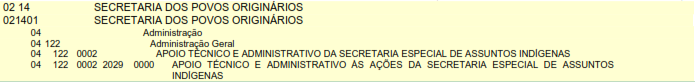 02 14 SECRETARIA DOS POVOS ORIGINÁRIOS
021401 SECRETARIA DOS POVOS ORIGINÁRIOS
04 Administração
04 122 Administração Geral
04 122 0002 APOIO TÉCNICO E ADMINISTRATIVO DA SECRETARIA ESPECIAL DE ASSUNTOS INDÍGENAS
04 122 0002 2029 0000 APOIO TÉCNICO E ADMINISTRATIVO ÀS AÇÕES DA SECRETARIA ESPECIAL DE ASSUNTOS
INDÍGENAS